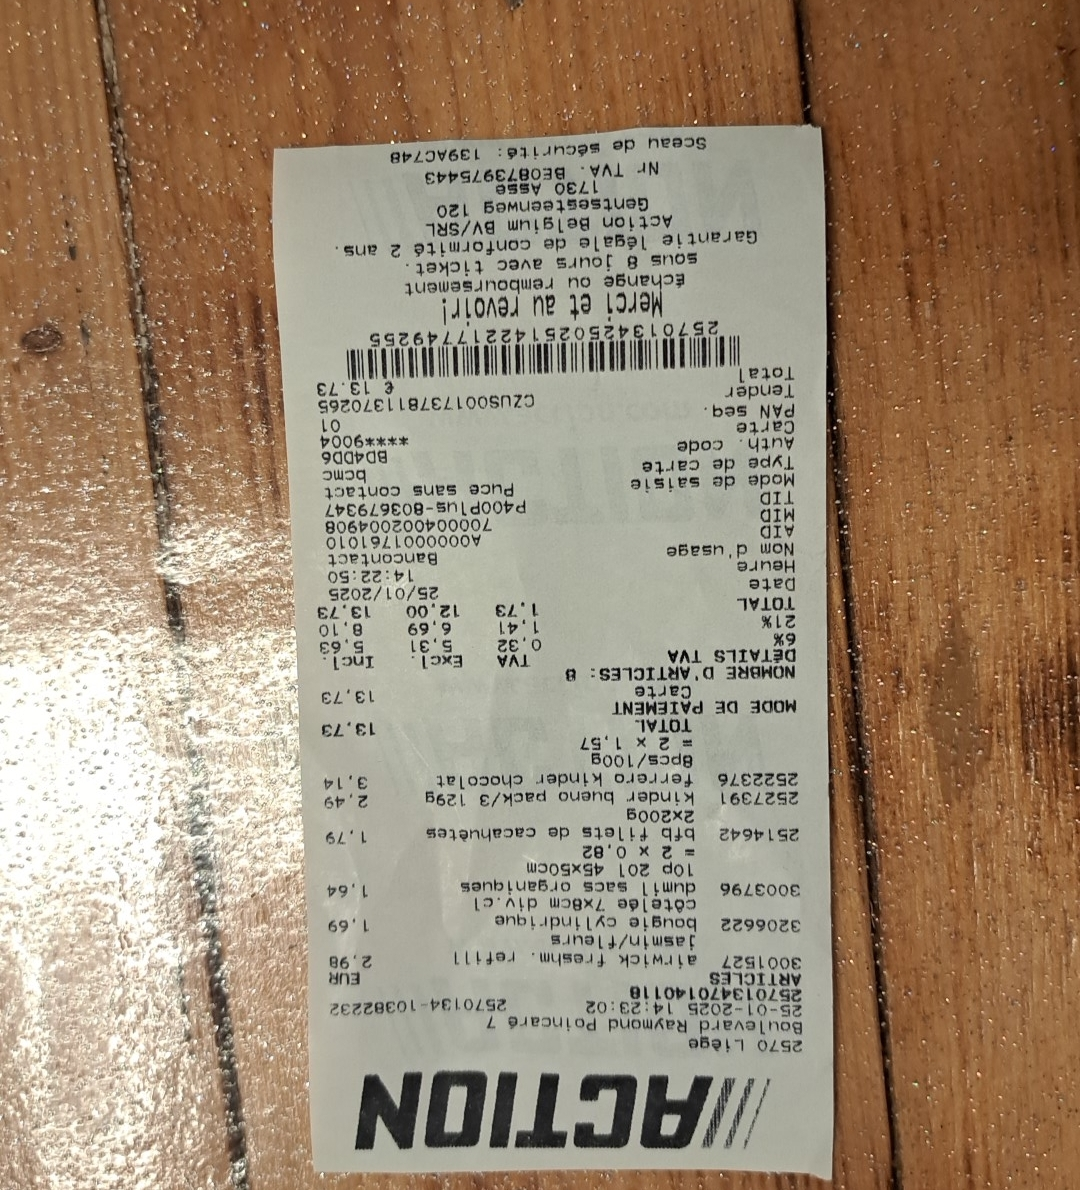 ACTION
2570 Liège
Boulevard Raymond Poincaré 7
25-01-2025 14:23:02 2570134-10382232
257013470140118
ARTICLES EUR
3001527 airwick freshm. refill 2,98
jasmin/fleurs
3206622 bougie cylindrique 1,69
côtelée 7x8cm div.cl
3003796 dumil sacs organiques 1,64
10p 20l 45x50cm
= 2 x 0,82
2514642 bfb filets de cacahuètes 1,79
2x200g
2527391 kinder bueno pack/3 129g 2,49
2522376 ferrero kinder chocolat 3,14
8pcs/100g
= 2 x 1,57
TOTAL 13,73
MODE DE PAIEMENT
Carte 13,73
NOMBRE D'ARTICLES: 8
DÉTAILS TVA TVA Excl. Incl.
6% 0,32 5,31 5,63
21% 1,41 6,69 8,10
TOTAL 1,73 12,00 13,73
Date 25/01/2025
Heure 14:22:50
Nom d'usage Bancontact
AID A0000001761010
MID 700004002004908
TID P400Plus-803679347
Mode de saisie Puce sans contact
Type de carte bcmc
Auth. code BD4DD6
Carte ****9004
PAN seq. 01
Tender CZUS001737811370265
Total € 13.73
2570134250251422177749255
Merci et au revoir!
Échange ou remboursement
sous 8 jours avec ticket.
Garantie légale de conformité 2 ans.
Action Belgium BV/SRL
Gentsesteenweg 120
1730 Asse
Nr TVA. BE0873975443
Sceau de sécurité: 139AC748